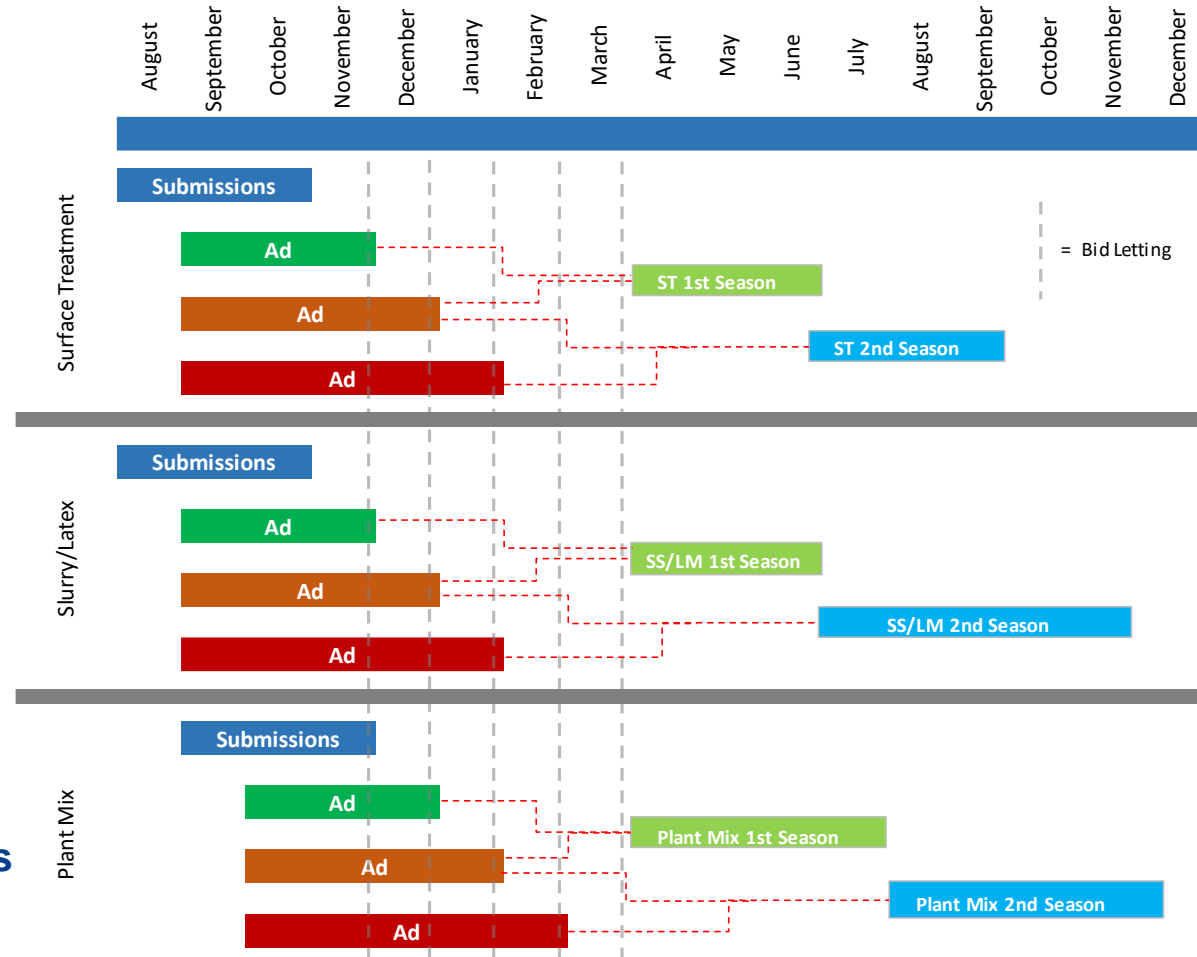 August
September
October
November
December
January
February
March
April
May
June
July
August
September
October
November
December
Surface Treatment
Submissions
Ad
Ad
Ad
ST 1st Season
ST 2nd Season
= Bid Letting
Slurry/Latex
Submissions
Ad
Ad
Ad
SS/LM 1st Season
SS/LM 2nd Season
Plant Mix
Submissions
Ad
Ad
Ad
Plant Mix 1st Season
Plant Mix 2nd Season
s